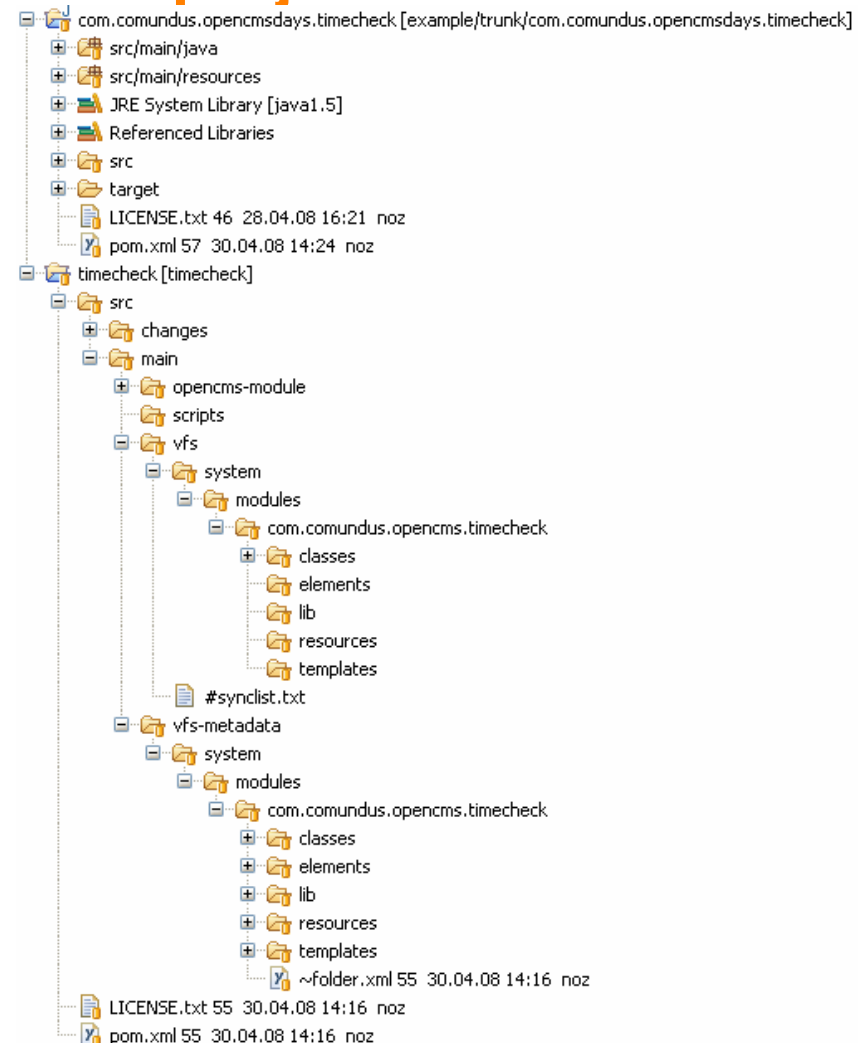 com.comundus.opencmsdays.timecheck [example/trunk/com.comundus.opencmsdays.timecheck]
src/main/java
src/main/resources
JRE System Library [java1.5]
Referenced Libraries
src
target
LICENSE.txt 46 28.04.08 16:21 noz
pom.xml 57 30.04.08 14:24 noz
timecheck [timecheck]
src
changes
main
opencms-module
scripts
vfs
system
modules
com.comundus.opencms.timecheck
classes
elements
lib
resources
templates
#synclist.txt
vfs-metadata
system
modules
com.comundus.opencms.timecheck
classes
elements
lib
resources
templates
~folder.xml 55 30.04.08 14:16 noz
LICENSE.txt 55 30.04.08 14:16 noz
pom.xml 55 30.04.08 14:16 noz